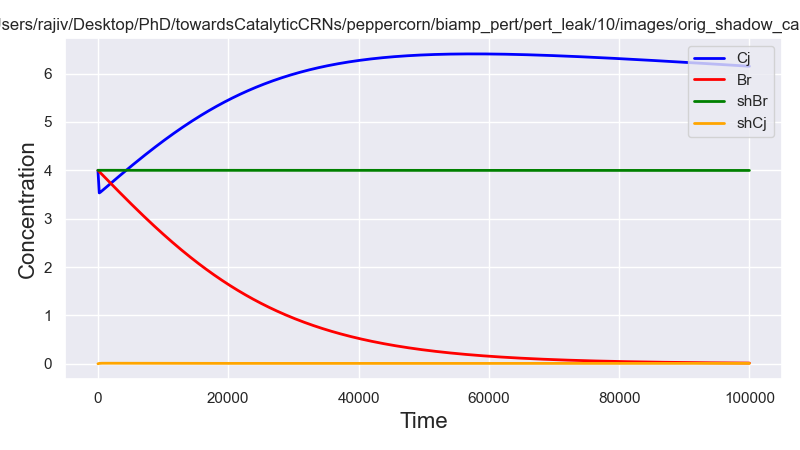 sers/rajiv/Desktop/PhD/towardsCatalyticCRNs/peppercorn/biamp_pert/pert_leak/10/images/orig_shadow_ca
Cj
Br
shBr
shCj
Concentration
6
5
4
3
2
1
0
0 20000 40000 60000 80000 100000
Time